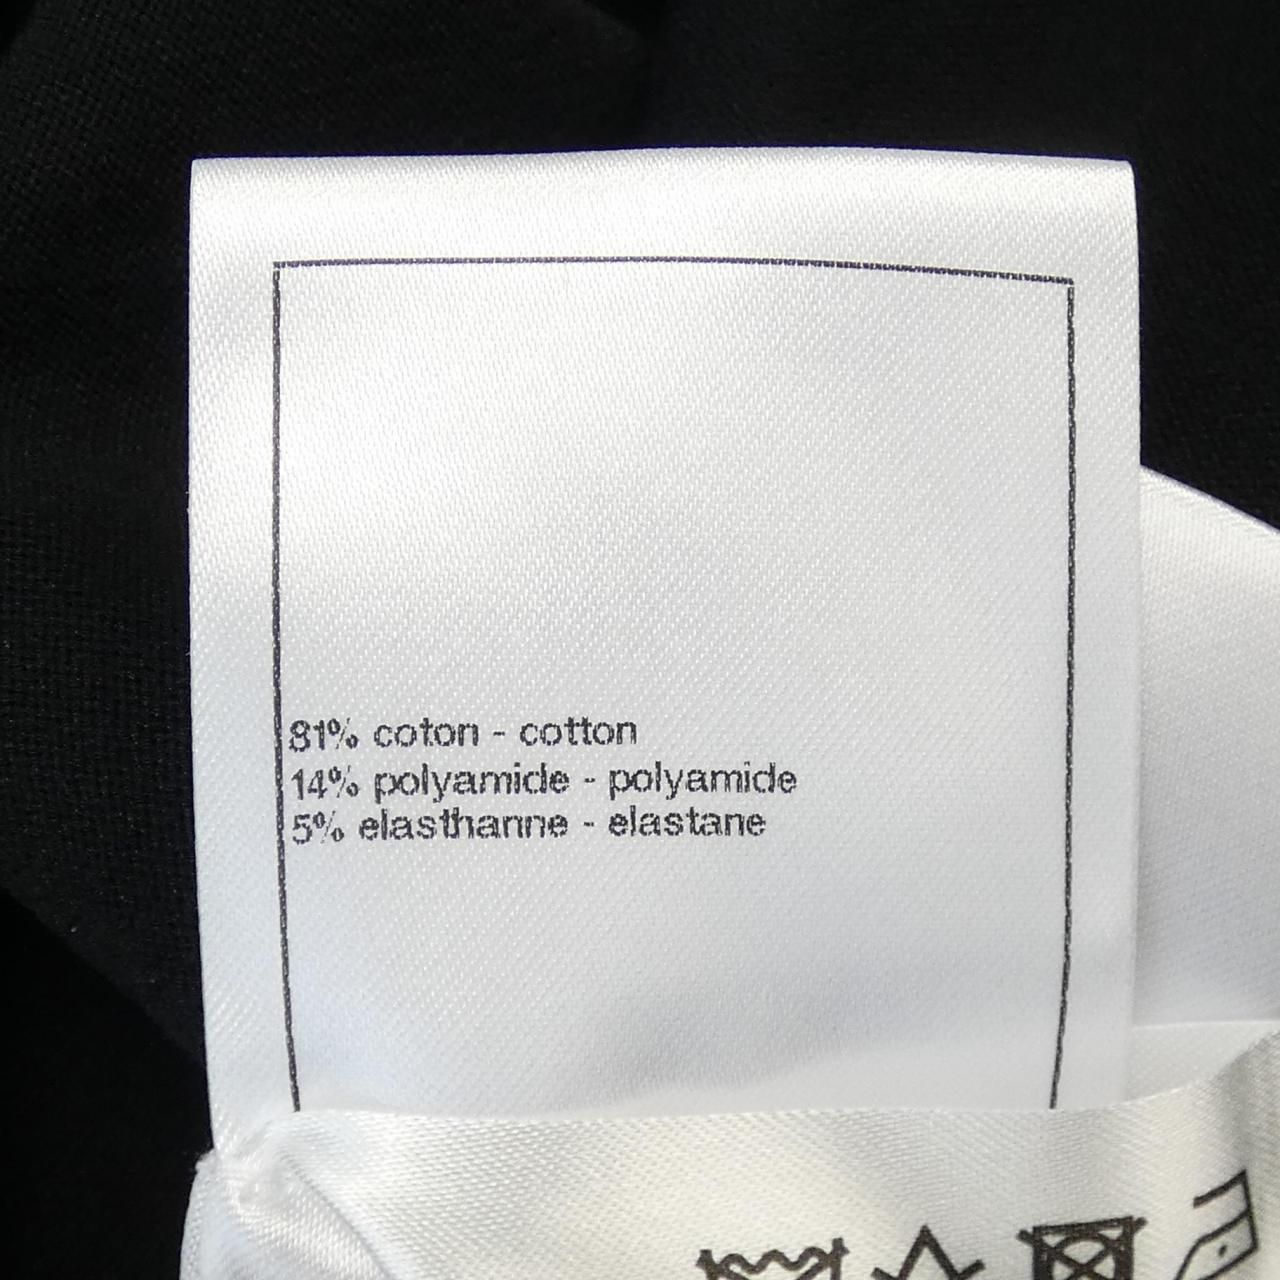 81% coton - cotton
14% polyamide - polyamide
5% elasthanne - elastane